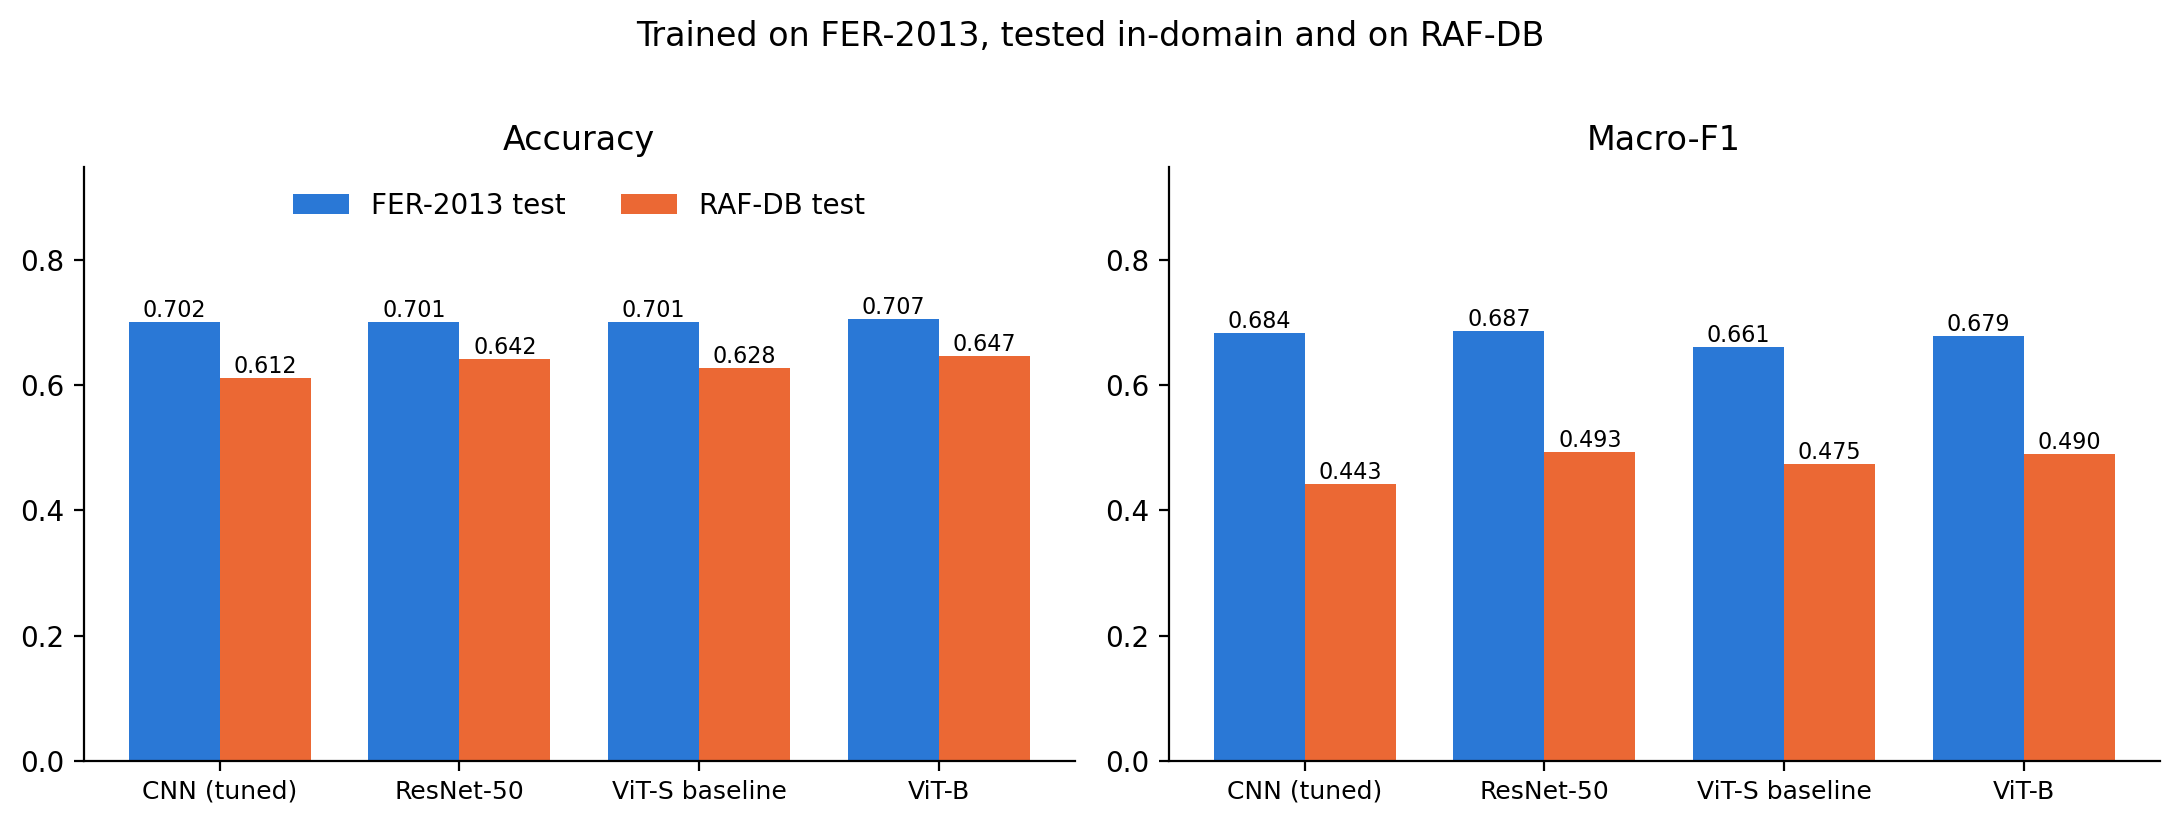 Trained on FER-2013, tested in-domain and on RAF-DB
Accuracy
FER-2013 test
RAF-DB test
0.8
0.6
0.4
0.2
0.0
0.702
0.612
0.701
0.642
0.701
0.628
0.707
0.647
CNN (tuned)
ResNet-50
ViT-S baseline
ViT-B
Macro-F1
0.8
0.6
0.4
0.2
0.0
0.684
0.443
0.687
0.493
0.661
0.475
0.679
0.490
CNN (tuned)
ResNet-50
ViT-S baseline
ViT-B